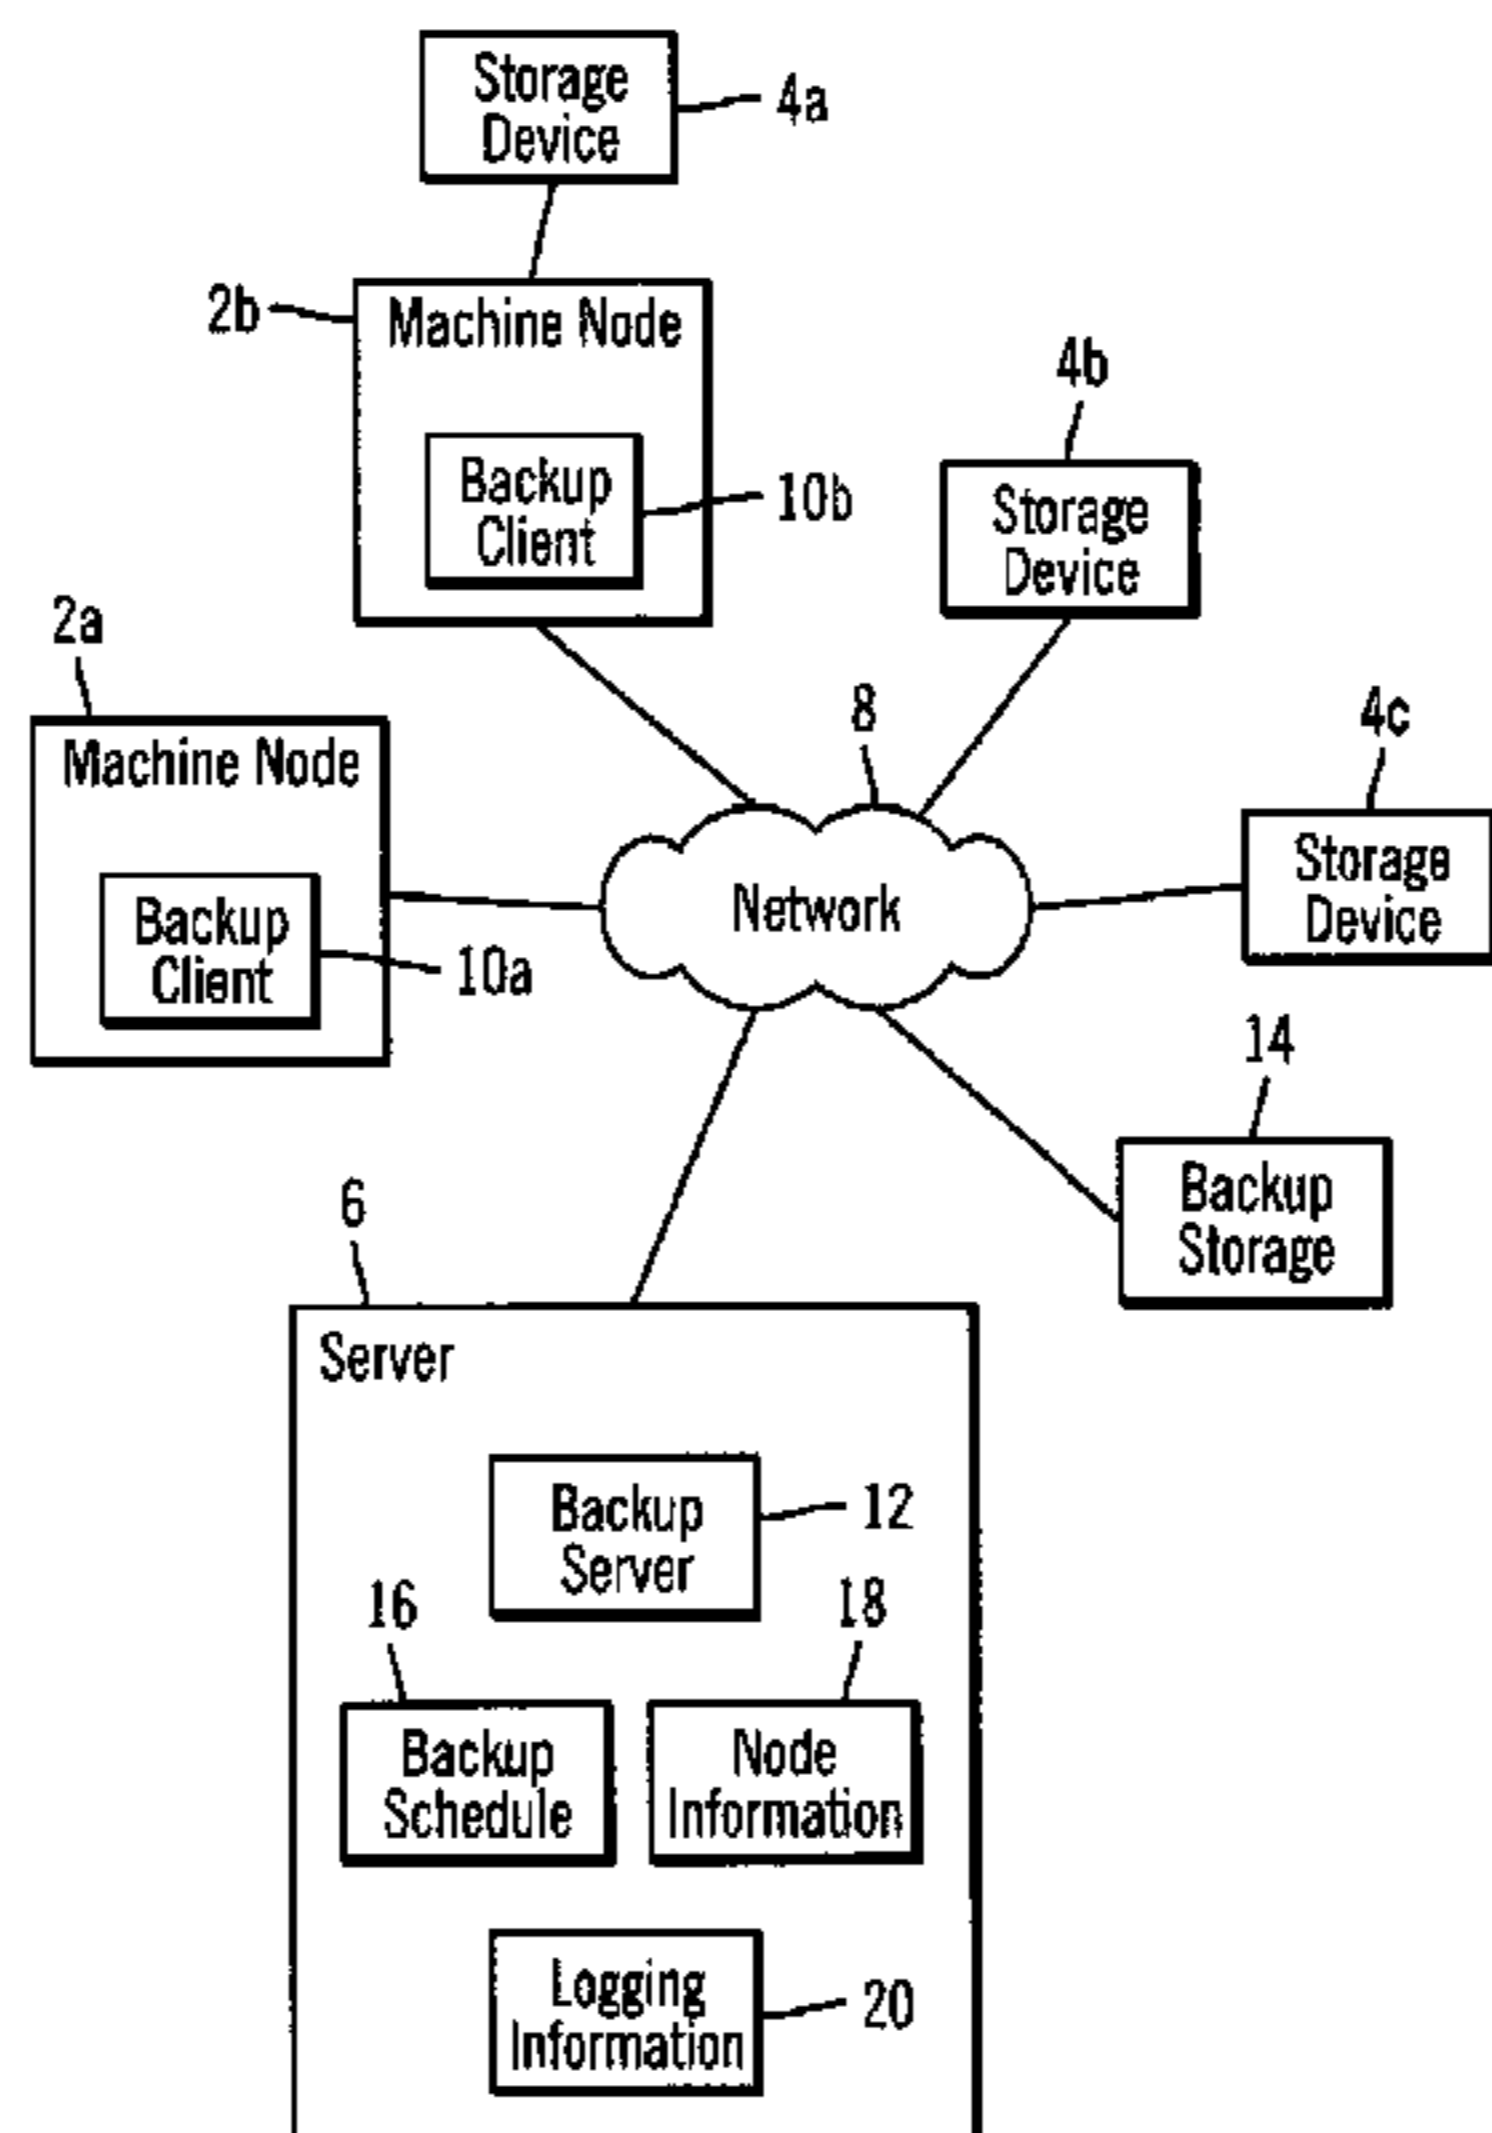 Storage
Device
4a
2b
Machine Node
Backup
Client
10b
4b
Storage
Device
2a
Machine Node
Backup
Client
10a
8
Network
4c
Storage
Device
14
Backup
Storage
6
Server
Backup
Server
12
16
Backup
Schedule
18
Node
Information
Logging
Information
20